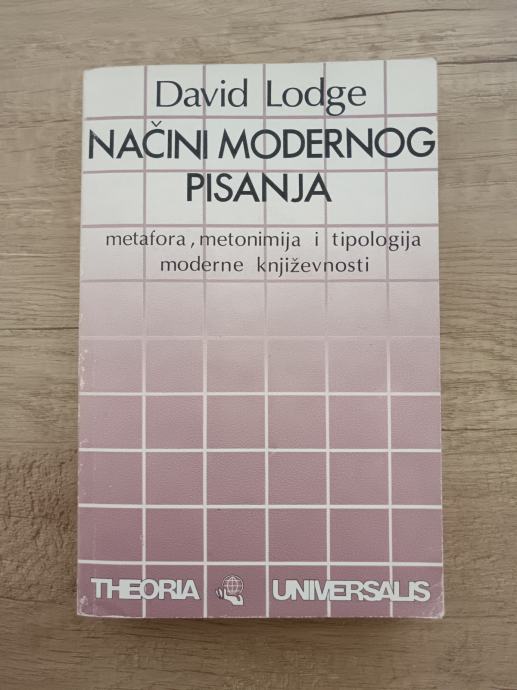 David Lodge
NAČINI MODERNOG
PISANJA
metafora, metonimija i tipologija
moderne književnosti
THEORIA UNIVERSALIS